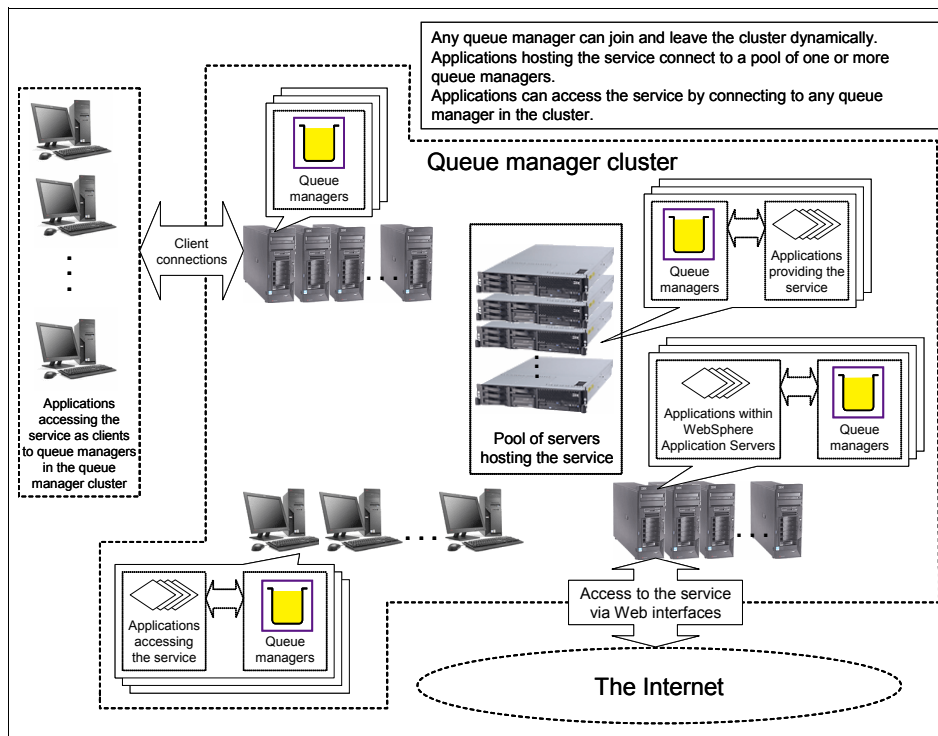 Any queue manager can join and leave the cluster dynamically.
Applications hosting the service connect to a pool of one or more
queue managers.
Applications can access the service by connecting to any queue
manager in the cluster.
Queue manager cluster
Queue
managers
Client
connections
Queue
managers
Applications
providing the
service
Applications
accessing the
service as clients
to queue managers
in the queue
manager cluster
Pool of servers
hosting the service
Applications within
WebSphere
Application Servers
Queue
managers
Applications
accessing
the service
Queue
managers
Access to the service
via Web interfaces
The Internet